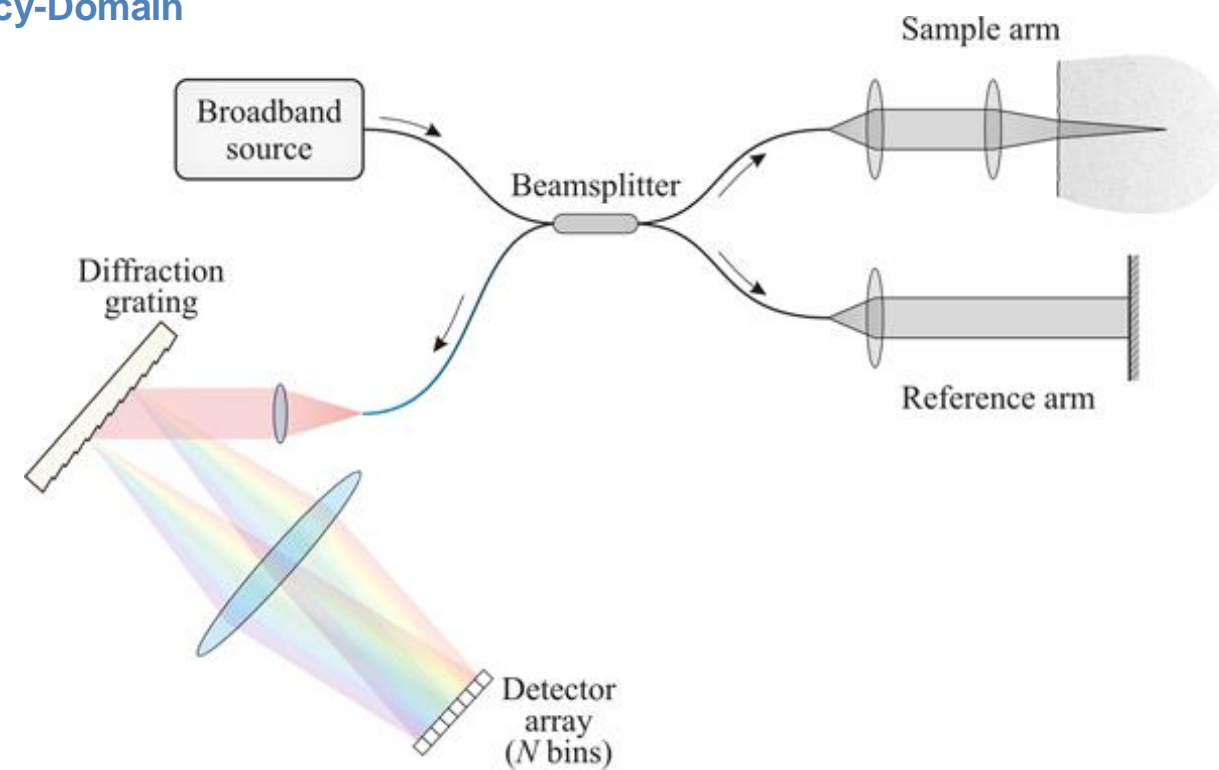 cy-Domain
Sample arm
Broadband
source
Beamsplitter
Diffraction
grating
Reference arm
Detector
array
(N bins)